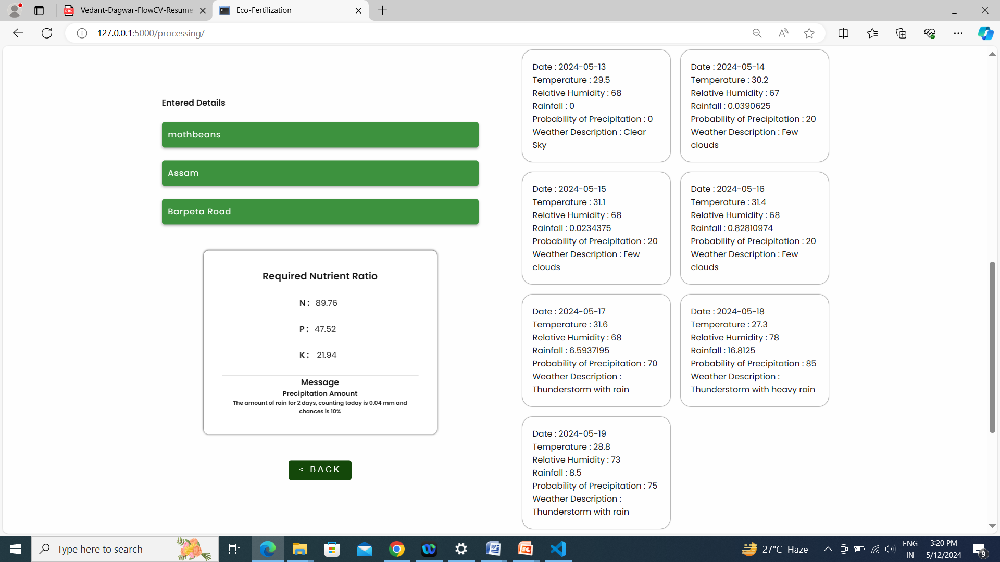 Vedant-Dagwar-FlowCV-Resume
Eco-Fertilization
127.0.0.1:5000/processing/
Entered Details
mothbeans
Assam
Barpeta Road
Required Nutrient Ratio
N : 89.76
P : 47.52
K : 21.94
Message
Precipitation Amount
The amount of rain for 2 days, counting today is 0.04 mm and
chances is 10%
< BACK
Date : 2024-05-13
Temperature : 29.5
Relative Humidity : 68
Rainfall : 0
Probability of Precipitation : 0
Weather Description : Clear
Sky
Date : 2024-05-14
Temperature : 30.2
Relative Humidity : 67
Rainfall : 0.0390625
Probability of Precipitation : 20
Weather Description : Few
clouds
Date : 2024-05-15
Temperature : 31.1
Relative Humidity : 68
Rainfall : 0.0234375
Probability of Precipitation : 20
Weather Description : Few
clouds
Date : 2024-05-16
Temperature : 31.4
Relative Humidity : 68
Rainfall : 0.82810974
Probability of Precipitation : 20
Weather Description : Few
clouds
Date : 2024-05-17
Temperature : 31.6
Relative Humidity : 68
Rainfall : 6.5937195
Probability of Precipitation : 70
Weather Description :
Thunderstorm with rain
Date : 2024-05-18
Temperature : 27.3
Relative Humidity : 78
Rainfall : 16.8125
Probability of Precipitation : 85
Weather Description :
Thunderstorm with heavy rain
Date : 2024-05-19
Temperature : 28.8
Relative Humidity : 73
Rainfall : 8.5
Probability of Precipitation : 75
Weather Description :
Thunderstorm with rain
Type here to search
27°C Haze
ENG
IN
3:20 PM
5/12/2024
9